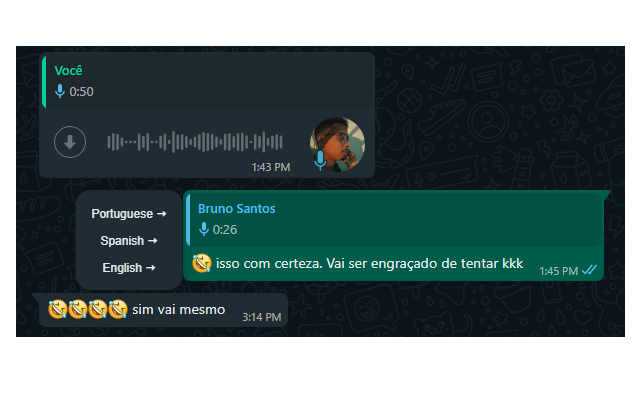 Você
0:50
1:43 PM
Portuguese →
Spanish →
English →
Bruno Santos
0:26
🤣 isso com certeza. Vai ser engraçado de tentar kkk
1:45 PM
🤣🤣🤣🤣 sim vai mesmo
3:14 PM